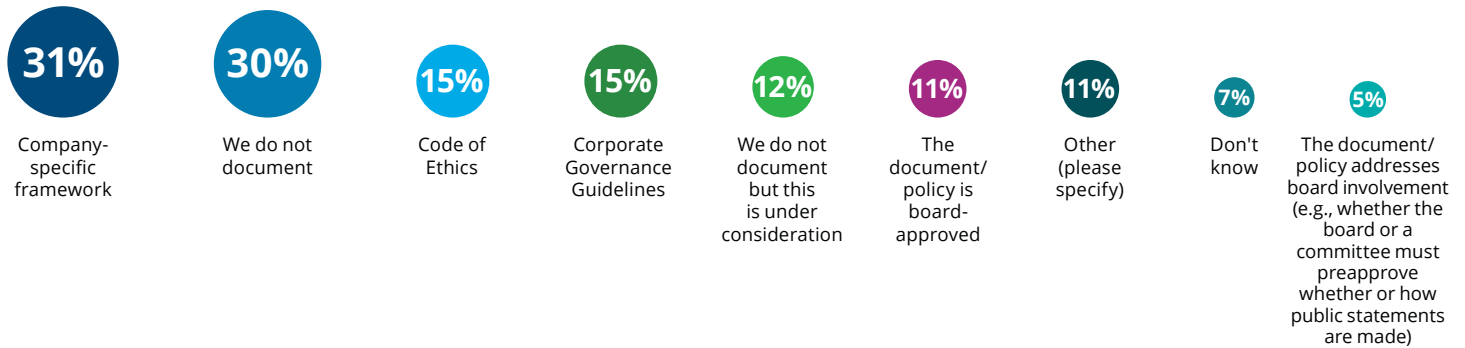 31%
Company-
specific
framework
30%
We do not
document
15%
Code of
Ethics
15%
Corporate
Governance
Guidelines
12%
We do not
document
but this
is under
consideration
11%
The
document/
policy is
board-
approved
11%
Other
(please
specify)
7%
Don't
know
5%
The document/
policy addresses
board involvement
(e.g., whether the
board or a
committee must
preapprove
whether or how
public statements
are made)